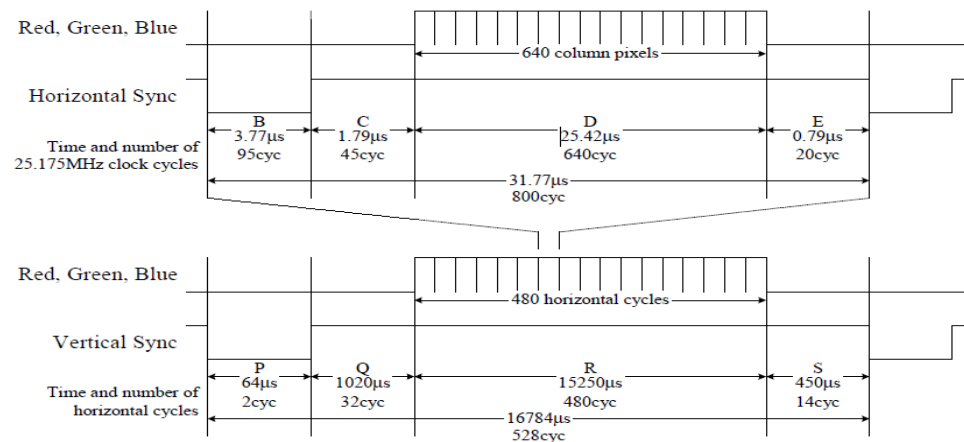 Red, Green, Blue
640 column pixels
Horizontal Sync
B C D E
3.77µs 1.79µs 25.42µs 0.79µs
Time and number of
25.175MHz clock cycles
95cyc 45cyc 640cyc 20cyc
31.77µs
800cyc
Red, Green, Blue
480 horizontal cycles
Vertical Sync
P Q R S
64µs 1020µs 15250µs 450µs
Time and number of
horizontal cycles
2cyc 32cyc 480cyc 14cyc
16784µs
528cyc